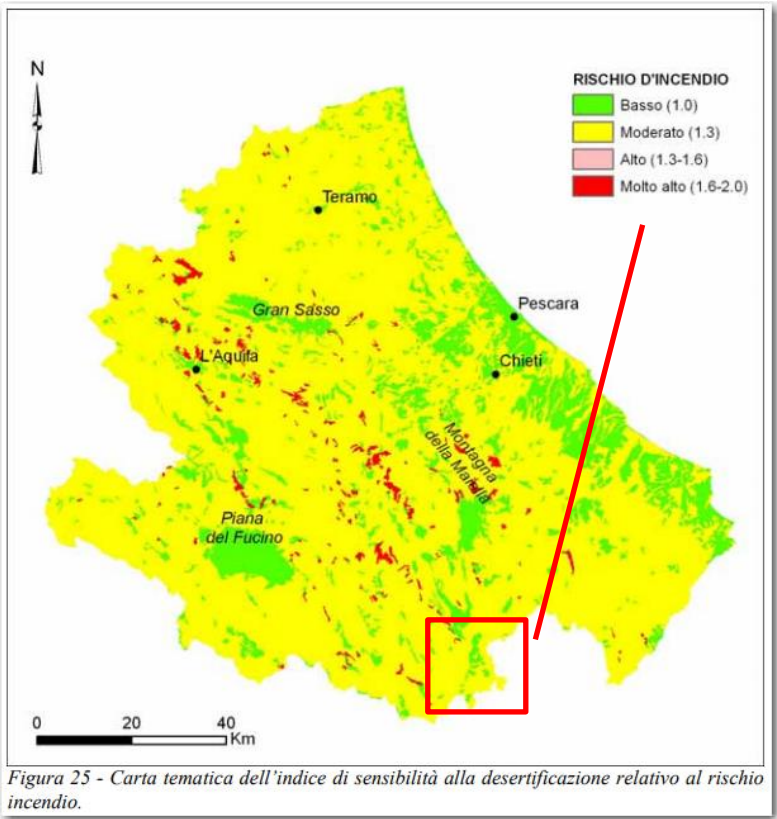 N
RISCHIO D'INCENDIO
Basso (1.0)
Moderato (1.3)
Alto (1.3-1.6)
Molto alto (1.6-2.0)
Teramo
Gran Sasso
Pescara
L'Aquila
Chieti
Montagna
della Maiella
Piana
del Fucino
0 20 40
Km
Figura 25 - Carta tematica dell'indice di sensibilità alla desertificazione relativo al rischio
incendio.